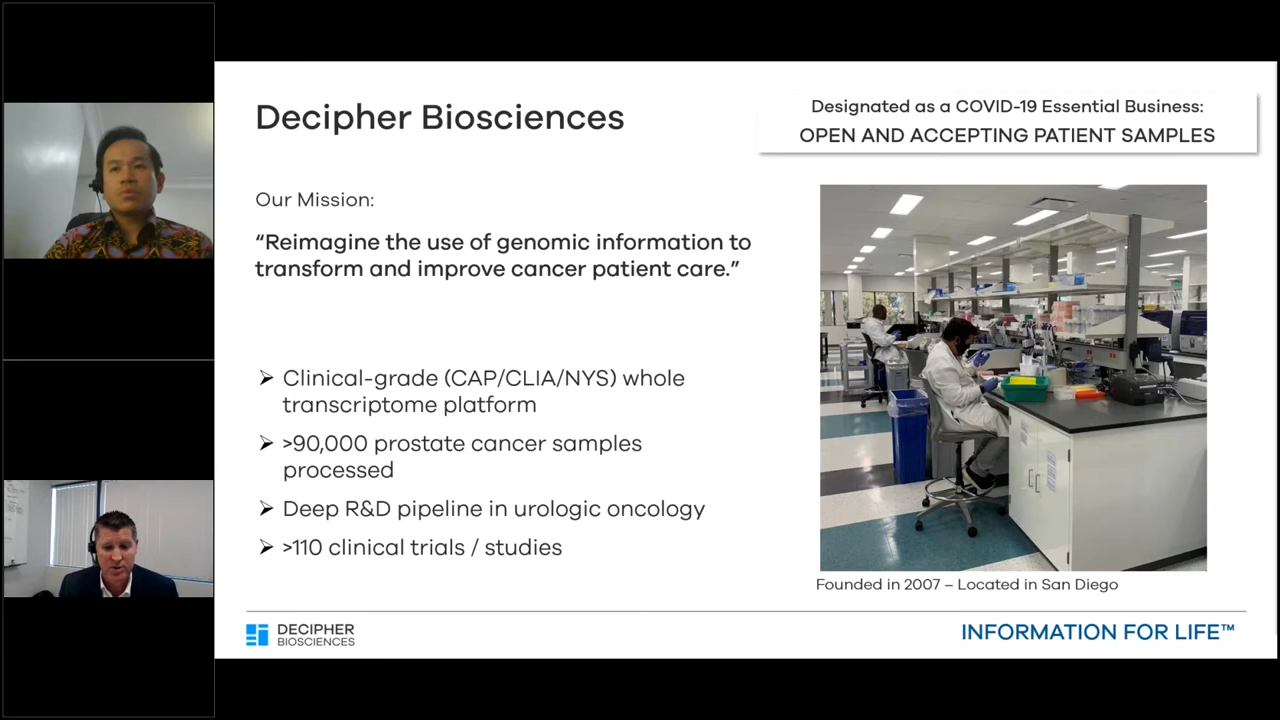 Decipher Biosciences
Designated as a COVID-19 Essential Business:
OPEN AND ACCEPTING PATIENT SAMPLES
Our Mission:
“Reimagine the use of genomic information to
transform and improve cancer patient care.”
➢ Clinical-grade (CAP/CLIA/NYS) whole
transcriptome platform
➢ >90,000 prostate cancer samples
processed
➢ Deep R&D pipeline in urologic oncology
➢ >110 clinical trials / studies
Founded in 2007 – Located in San Diego
DECIPHER
BIOSCIENCES
INFORMATION FOR LIFE™